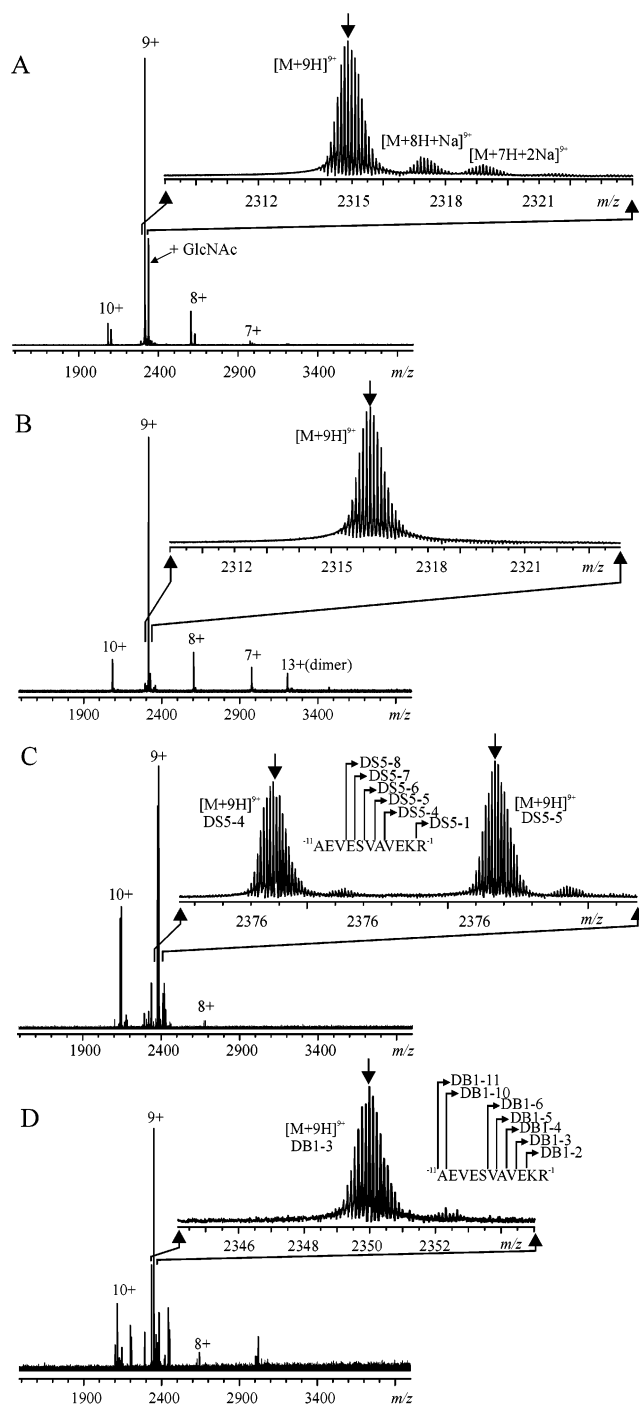 A
9+
[M+9H]9+
[M+8H+Na]9+
[M+7H+2Na]9+
2312 2315 2318 2321 m/z
+ GlcNAc
10+
8+
7+
1900 2400 2900 3400 m/z
B
9+
[M+9H]9+
2312 2315 2318 2321 m/z
10+
8+
7+
13+(dimer)
1900 2400 2900 3400 m/z
C
9+
[M+9H]9+
DS5-4
DS5-8
DS5-7
DS5-6
DS5-5
DS5-4
DS5-1
-11AEVESVAVEKR-1
[M+9H]9+
DS5-5
2376 2376 2376 m/z
10+
8+
1900 2400 2900 3400 m/z
D
9+
[M+9H]9+
DB1-3
DB1-11
DB1-10
DB1-6
DB1-5
DB1-4
DB1-3
DB1-2
-11AEVESVAVEKR-1
2346 2348 2350 2352 m/z
10+
8+
1900 2400 2900 3400 m/z